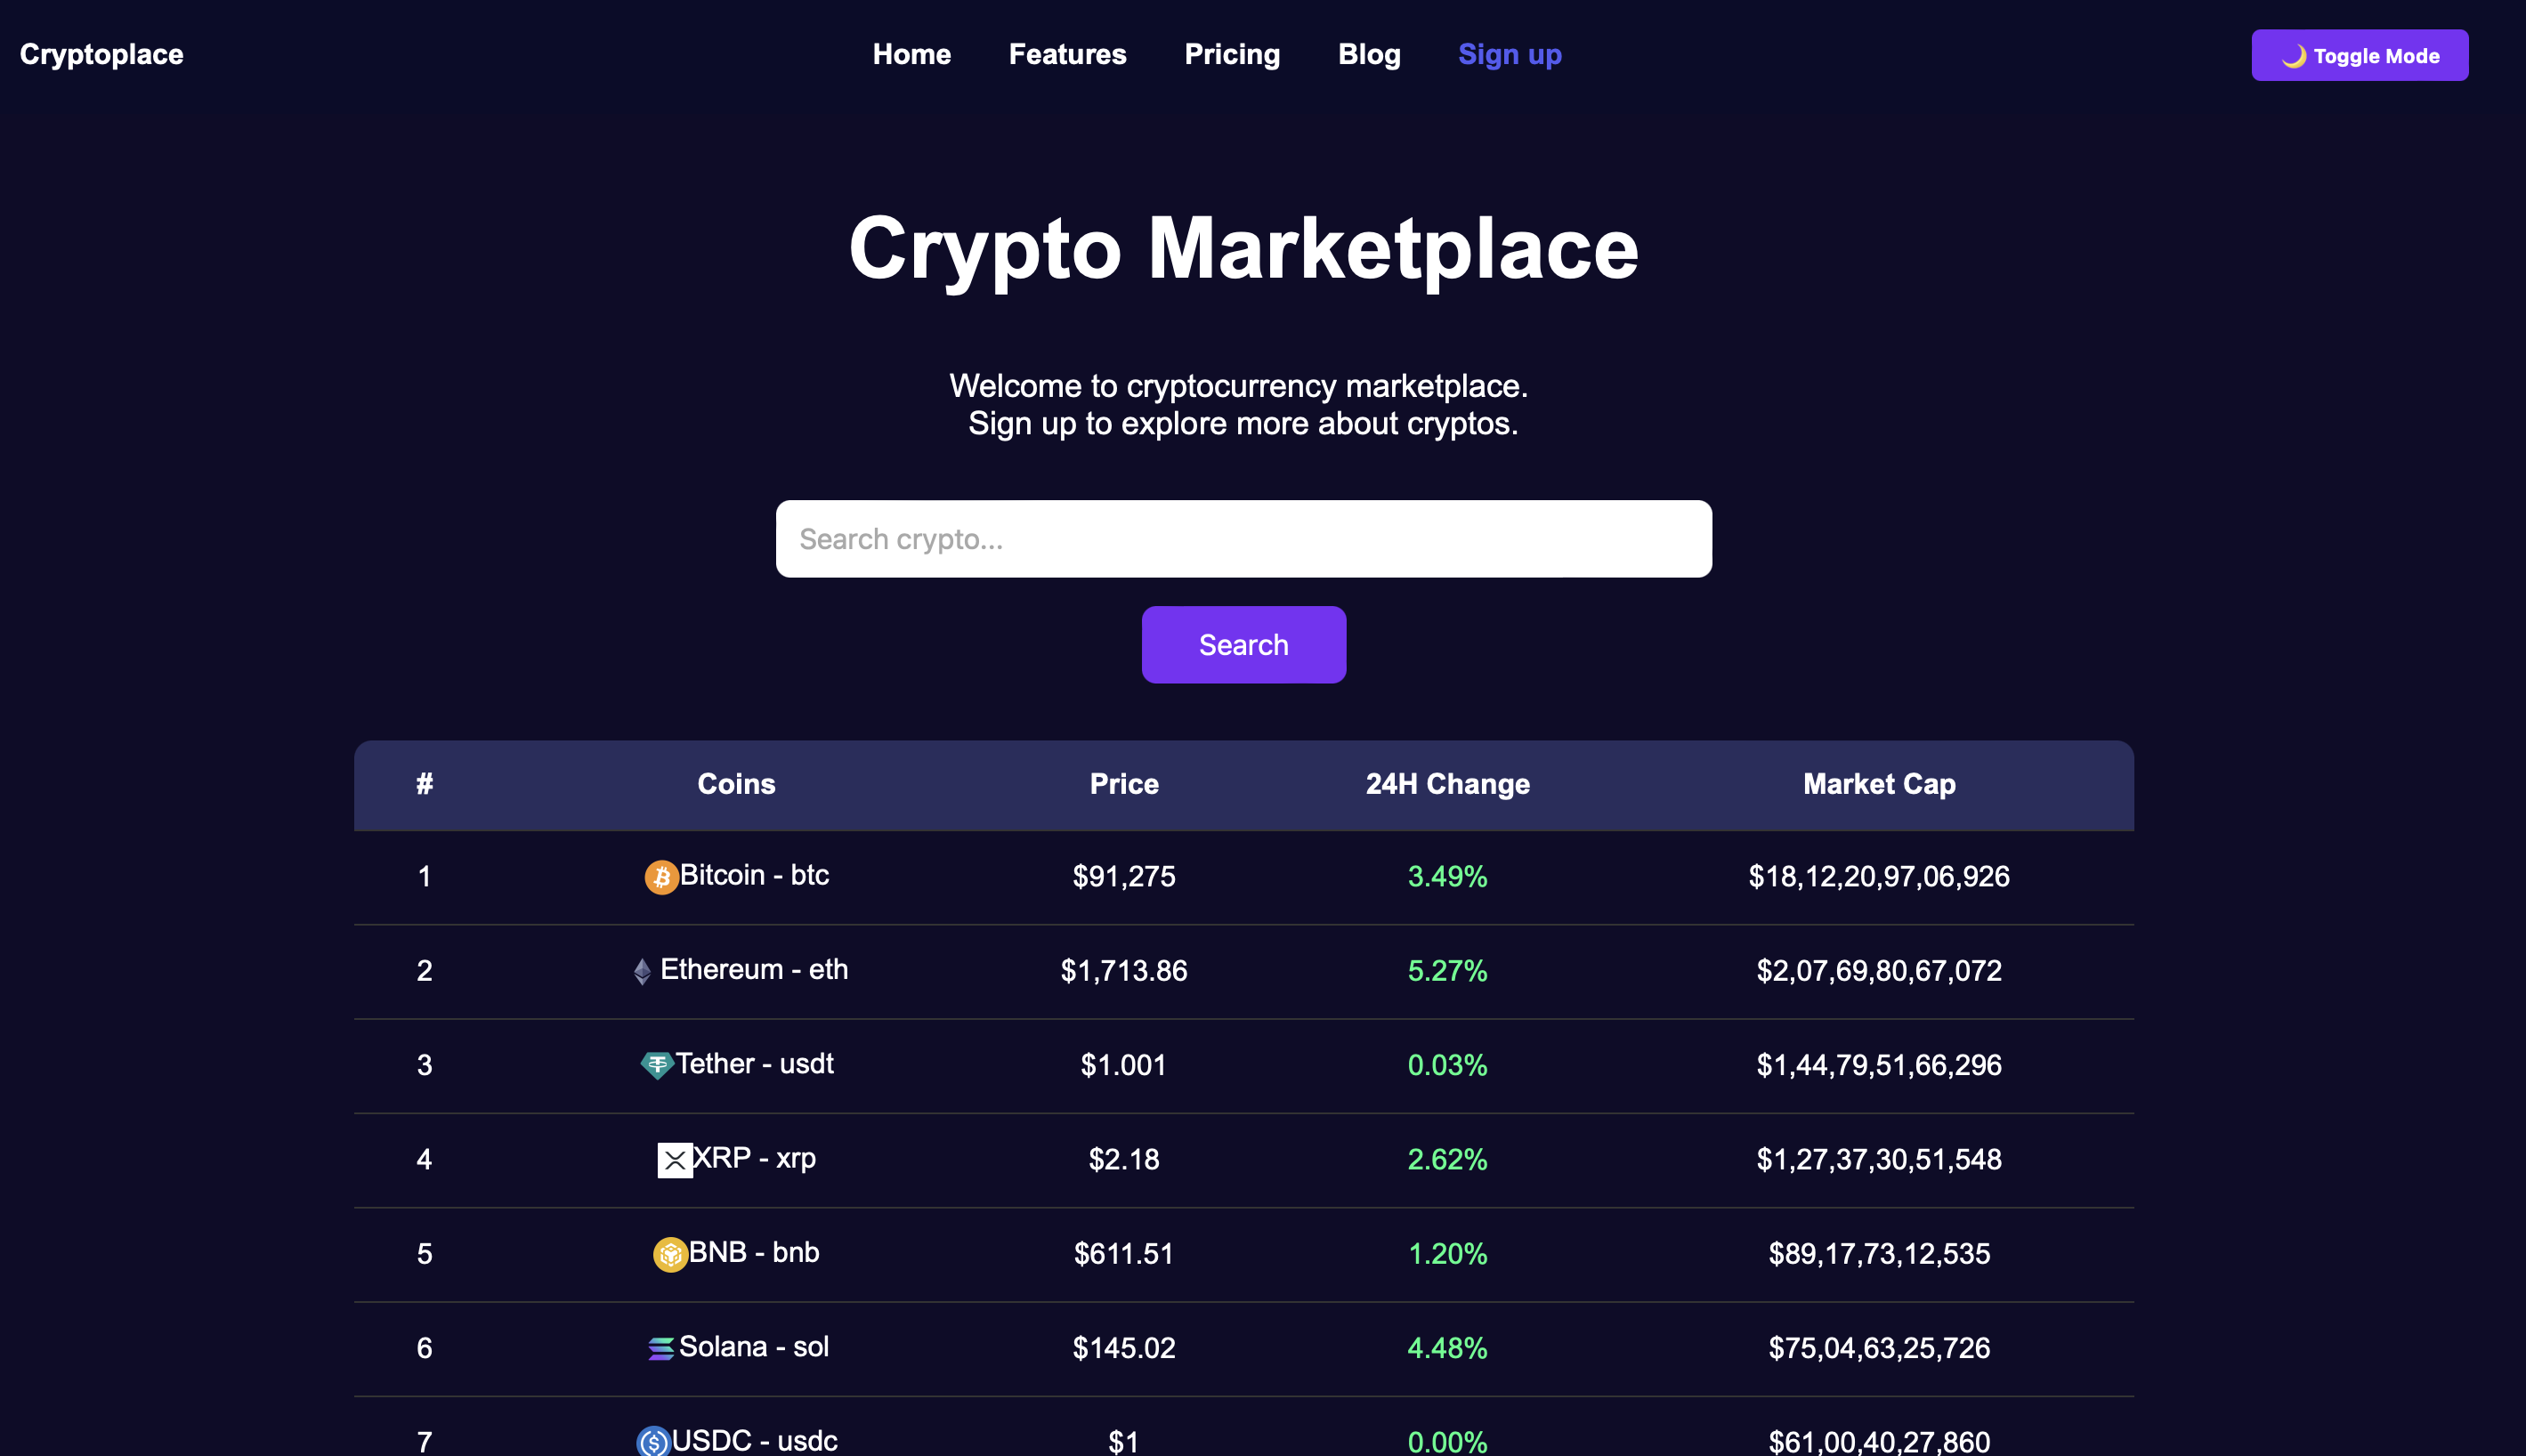 Cryptoplace Home Features Pricing Blog Sign up 🌙 Toggle Mode
Crypto Marketplace
Welcome to cryptocurrency marketplace.
Sign up to explore more about cryptos.
Search crypto...
Search
# Coins Price 24H Change Market Cap
1 Bitcoin - btc $91,275 3.49% $18,12,20,97,06,926
2 Ethereum - eth $1,713.86 5.27% $2,07,69,80,67,072
3 Tether - usdt $1.001 0.03% $1,44,79,51,66,296
4 XRP - xrp $2.18 2.62% $1,27,37,30,51,548
5 BNB - bnb $611.51 1.20% $89,17,73,12,535
6 Solana - sol $145.02 4.48% $75,04,63,25,726
7 USDC - usdc $1 0.00% $61,00,40,27,860